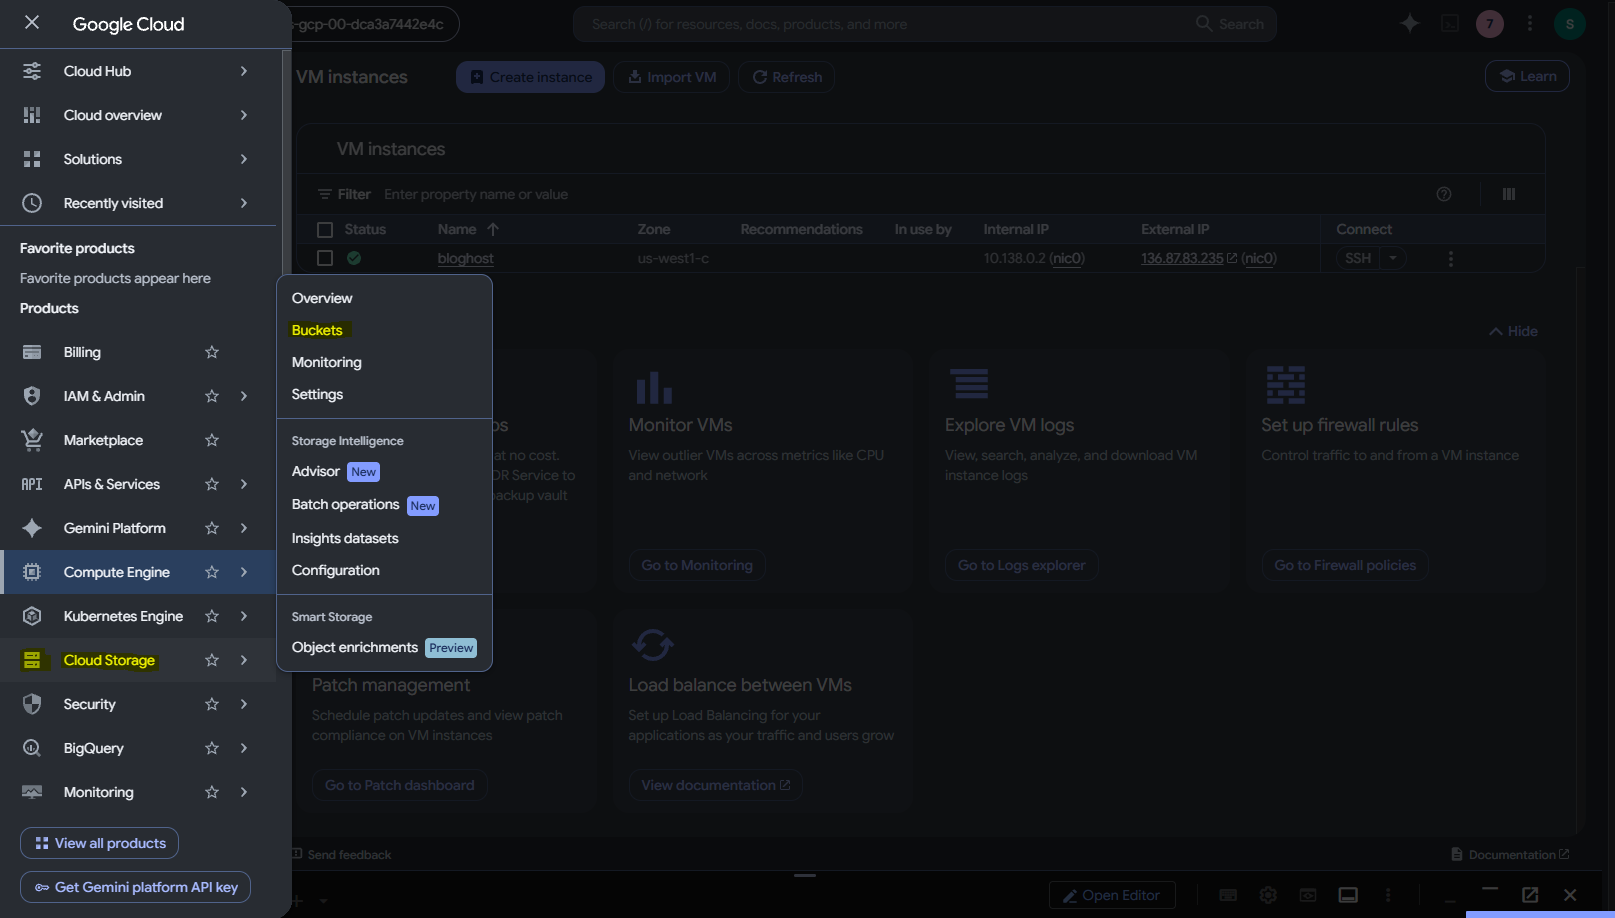 Google Cloud
s-gcp-00-dca3a7442e4c
Search (/) for resources, docs, products, and more
Search
7
S
Cloud Hub
Cloud overview
Solutions
Recently visited
Favorite products
Favorite products appear here
Products
Billing
IAM & Admin
Marketplace
API APIs & Services
Gemini Platform
Compute Engine
Kubernetes Engine
Cloud Storage
Security
BigQuery
Monitoring
View all products
Get Gemini platform API key
Overview
Buckets
Monitoring
Settings
Storage Intelligence
Advisor New
Batch operations New
Insights datasets
Configuration
Smart Storage
Object enrichments Preview
VM instances
Create instance
Import VM
Refresh
Learn
VM instances
Filter Enter property name or value
Status Name Zone Recommendations In use by Internal IP External IP Connect
bloghost us-west1-c 10.138.0.2 (nic0) 136.87.83.235 (nic0) SSH
Hide
ps
at no cost.
DR Service to
backup vault
Monitor VMs
View outlier VMs across metrics like CPU
and network
Go to Monitoring
Explore VM logs
View, search, analyze, and download VM
instance logs
Go to Logs explorer
Set up firewall rules
Control traffic to and from a VM instance
Go to Firewall policies
Patch management
Schedule patch updates and view patch
compliance on VM instances
Go to Patch dashboard
Load balance between VMs
Set up Load Balancing for your
applications as your traffic and users grow
View documentation
Send feedback
Documentation
Open Editor